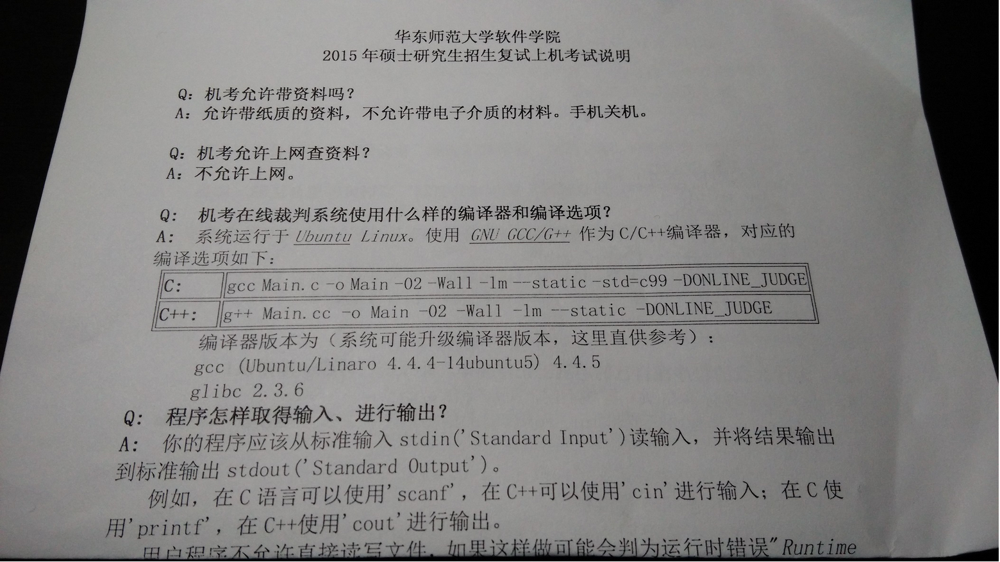 华东师范大学软件学院
2015 年硕士研究生招生复试上机考试说明
Q: 机考允许带资料吗？
A: 允许带纸质的资料，不允许带电子介质的材料。手机关机。
Q: 机考允许上网查资料？
A: 不允许上网。
Q: 机考在线裁判系统使用什么样的编译器和编译选项？
A: 系统运行于 Ubuntu Linux。使用 GNU GCC/G++ 作为 C/C++编译器，对应的
编译选项如下：
C: gcc Main.c -o Main -O2 -Wall -lm --static -std=c99 -DONLINE_JUDGE
C++: g++ Main.cc -o Main -O2 -Wall -lm --static -DONLINE_JUDGE
编译器版本为（系统可能升级编译器版本，这里直供参考）：
gcc (Ubuntu/Linaro 4.4.4-14ubuntu5) 4.4.5
glibc 2.3.6
Q: 程序怎样取得输入、进行输出？
A: 你的程序应该从标准输入 stdin('Standard Input')读输入，并将结果输出
到标准输出 stdout('Standard Output')。
例如，在 C 语言可以使用'scanf'，在 C++可以使用'cin'进行输入；在 C 使
用'printf'，在 C++使用'cout'进行输出。
用户程序不允许直接读写文件，如果这样做可能会判为运行时错误"Runtime